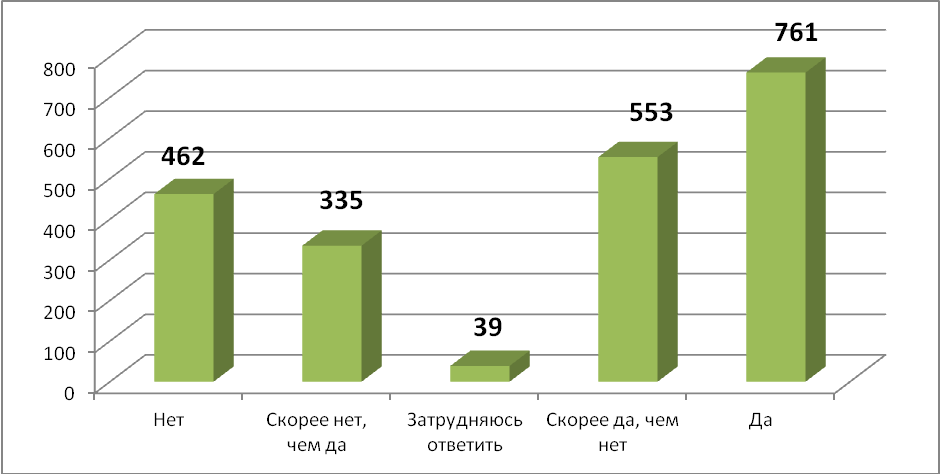 761
553
462
335
39
800
700
600
500
400
300
200
100
0
Нет
Скорее нет,
чем да
Затрудняюсь
ответить
Скорее да, чем
нет
Да